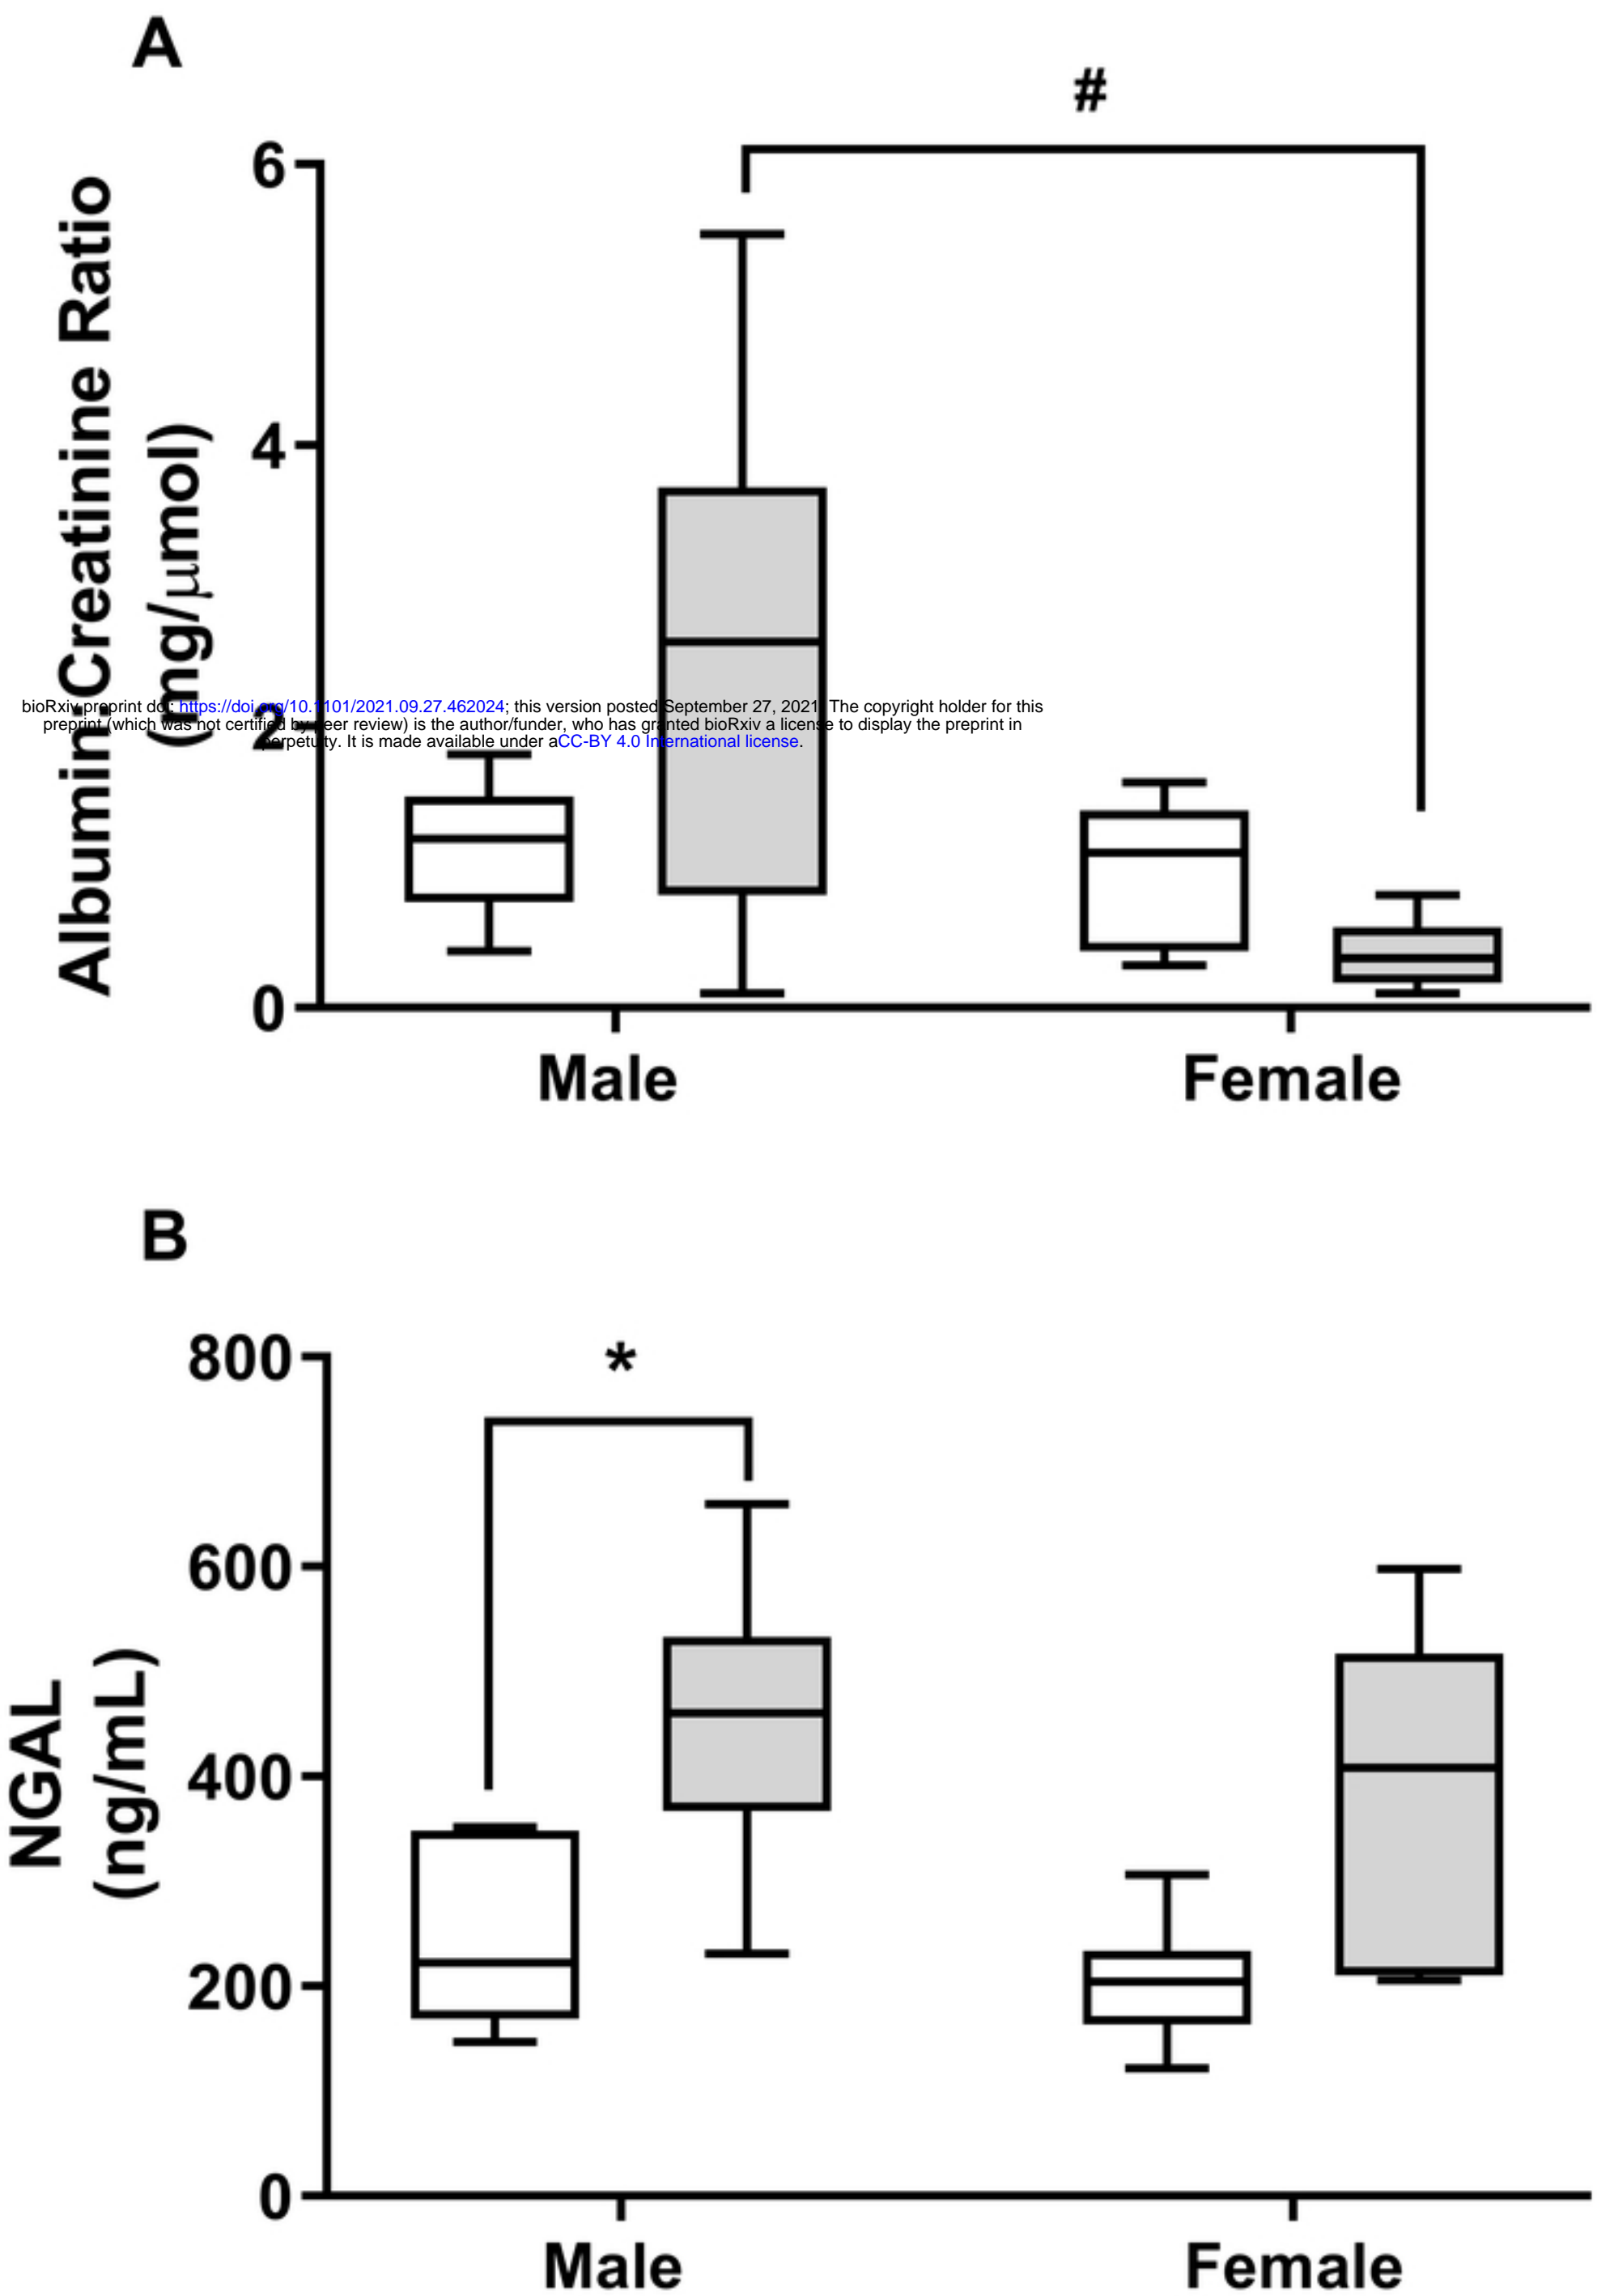 A
#
6
Albumin:Creatinine Ratio
(mg/μmol)
4
bioRxiv preprint doi: https://doi.org/10.1101/2021.09.27.462024; this version posted September 27, 2021. The copyright holder for this
preprint (which was not certified by peer review) is the author/funder, who has granted bioRxiv a license to display the preprint in
perpetuity. It is made available under aCC-BY 4.0 International license.
2
0
Male Female
B
800
*
600
NGAL
(ng/mL)
400
200
0
Male Female